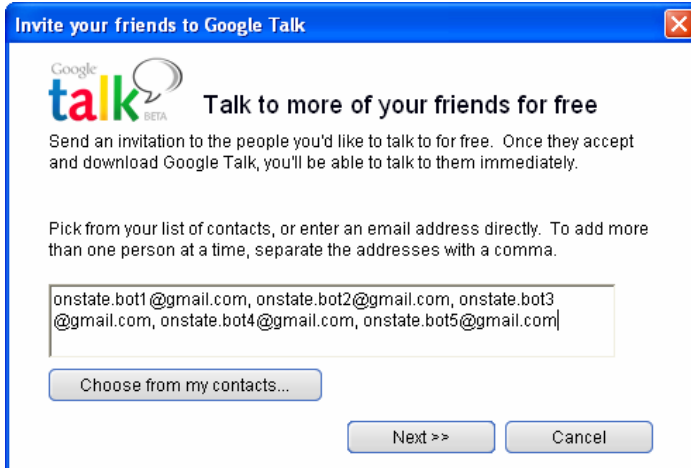 Invite your friends to Google Talk
Google
talk
BETA
Talk to more of your friends for free
Send an invitation to the people you'd like to talk to for free. Once they accept
and download Google Talk, you'll be able to talk to them immediately.
Pick from your list of contacts, or enter an email address directly. To add more
than one person at a time, separate the addresses with a comma.
onstate.bot1@gmail.com, onstate.bot2@gmail.com, onstate.bot3
@gmail.com, onstate.bot4@gmail.com, onstate.bot5@gmail.com
Choose from my contacts...
Next >>
Cancel